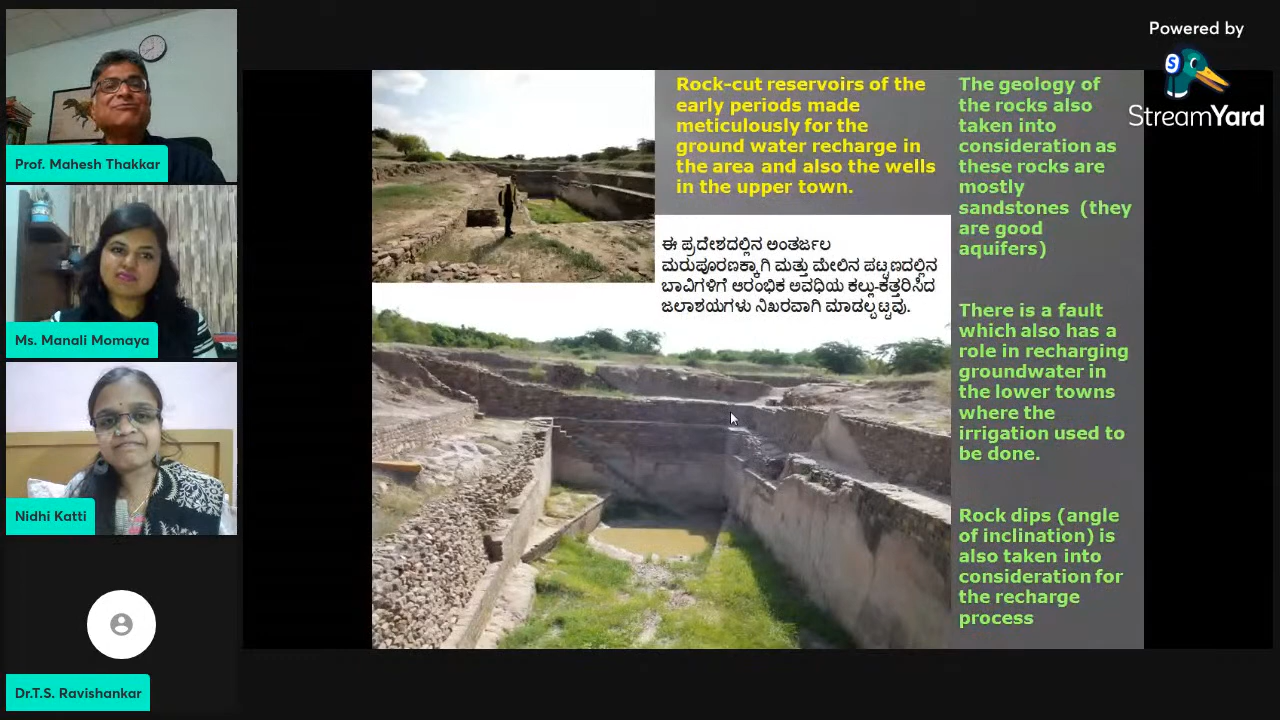 Powered by
StreamYard
Prof. Mahesh Thakkar
Ms. Manali Momaya
Nidhi Katti
Dr.T.S. Ravishankar
Rock-cut reservoirs of the
early periods made
meticulously for the
ground water recharge in
the area and also the wells
in the upper town.
ಈ ಪ್ರದೇಶದಲ್ಲಿನ ಅಂತರ್ಜಲ
ಮರುಪೂರಣಕ್ಕಾಗಿ ಮತ್ತು ಮೇಲಿನ ಪಟ್ಟಣದಲ್ಲಿನ
ಬಾವಿಗಳಿಗೆ ಆರಂಭಿಕ ಅವಧಿಯ ಕಲ್ಲು-ಕತ್ತರಿಸಿದ
ಜಲಾಶಯಗಳು ನಿಖರವಾಗಿ ಮಾಡಲ್ಪಟ್ಟವು.
The geology of
the rocks also
taken into
consideration as
these rocks are
mostly
sandstones (they
are good
aquifers)
There is a fault
which also has a
role in recharging
groundwater in
the lower towns
where the
irrigation used to
be done.
Rock dips (angle
of inclination) is
also taken into
consideration for
the recharge
process